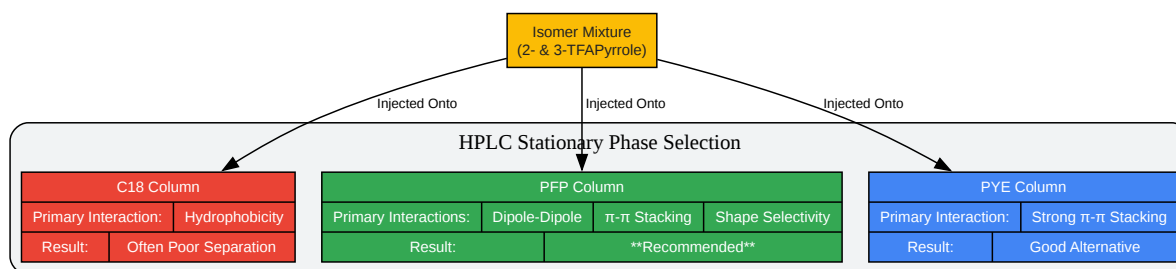 Isomer Mixture
(2- & 3-TFAPyrrole)
Injected Onto
Injected Onto
Injected Onto
HPLC Stationary Phase Selection
C18 Column
Primary Interaction:
Hydrophobicity
Result:
Often Poor Separation
PFP Column
Primary Interactions:
Dipole-Dipole
π-π Stacking
Shape Selectivity
Result:
**Recommended**
PYE Column
Primary Interaction:
Strong π-π Stacking
Result:
Good Alternative